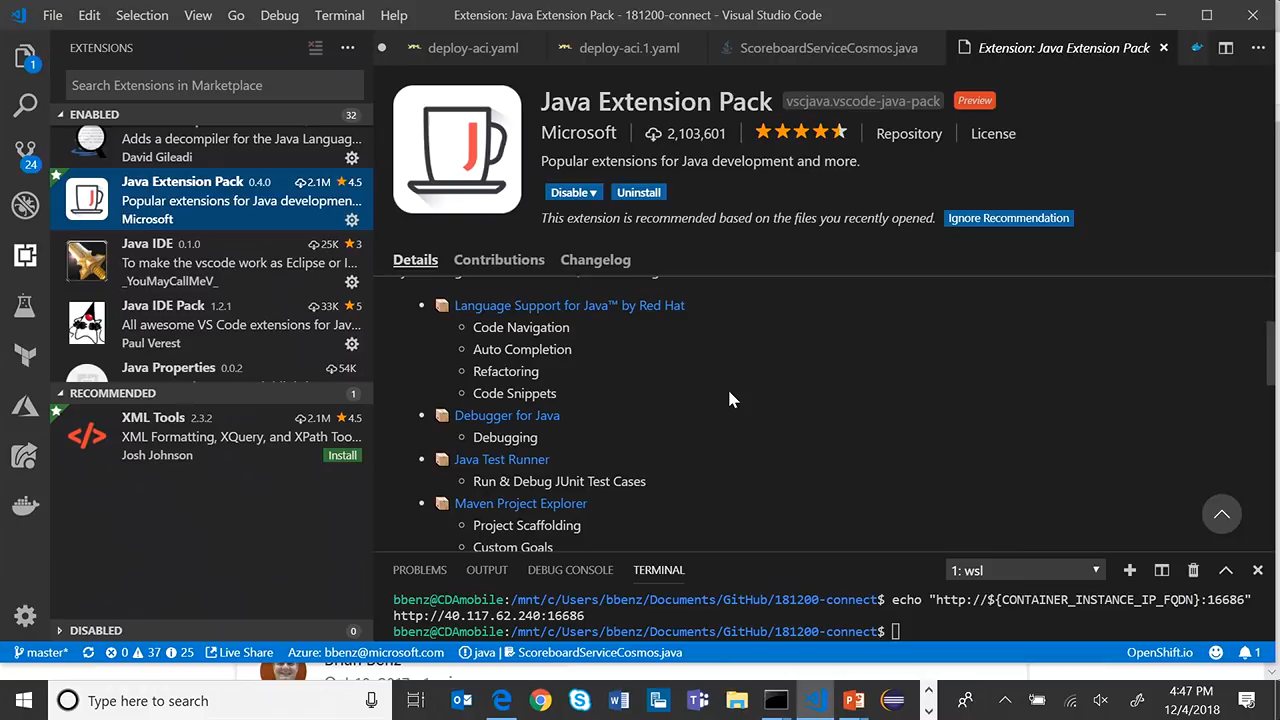 File Edit Selection View Go Debug Terminal Help Extension: Java Extension Pack - 181200-connect - Visual Studio Code
EXTENSIONS
deploy-aci.yaml deploy-aci.1.yaml ScoreboardServiceCosmos.java Extension: Java Extension Pack
1
24
Search Extensions in Marketplace
ENABLED 32
Adds a decompiler for the Java Languag...
David Gileadi
Java Extension Pack 0.4.0 2.1M 4.5
Popular extensions for Java developmen...
Microsoft
Java IDE 0.1.0 25K 3
To make the vscode work as Eclipse or I...
_YouMayCallMeV_
Java IDE Pack 1.2.1 33K 5
All awesome VS Code extensions for Jav...
Paul Verest
Java Properties 0.0.2 54K
RECOMMENDED 1
XML Tools 2.3.2 2.1M 4.5
XML Formatting, XQuery, and XPath Too...
Josh Johnson Install
DISABLED 0
J
Java Extension Pack vscjava.vscode-java-pack Preview
Microsoft 2,103,601 Repository License
Popular extensions for Java development and more.
Disable Uninstall
This extension is recommended based on the files you recently opened. Ignore Recommendation
Details Contributions Changelog
Language Support for Java™ by Red Hat
Code Navigation
Auto Completion
Refactoring
Code Snippets
Debugger for Java
Debugging
Java Test Runner
Run & Debug JUnit Test Cases
Maven Project Explorer
Project Scaffolding
Custom Goals
PROBLEMS OUTPUT DEBUG CONSOLE TERMINAL 1: wsl
bbenz@CDAmobile:/mnt/c/Users/bbenz/Documents/GitHub/181200-connect$ echo "http://${CONTAINER_INSTANCE_IP_FQDN}:16686"
http://40.117.62.240:16686
bbenz@CDAmobile:/mnt/c/Users/bbenz/Documents/GitHub/181200-connect$
master* 0 37 25 Live Share Azure: bbenz@microsoft.com java | ScoreboardServiceCosmos.java OpenShift.io 1
Brian Benz
Type here to search
4:47 PM
12/4/2018